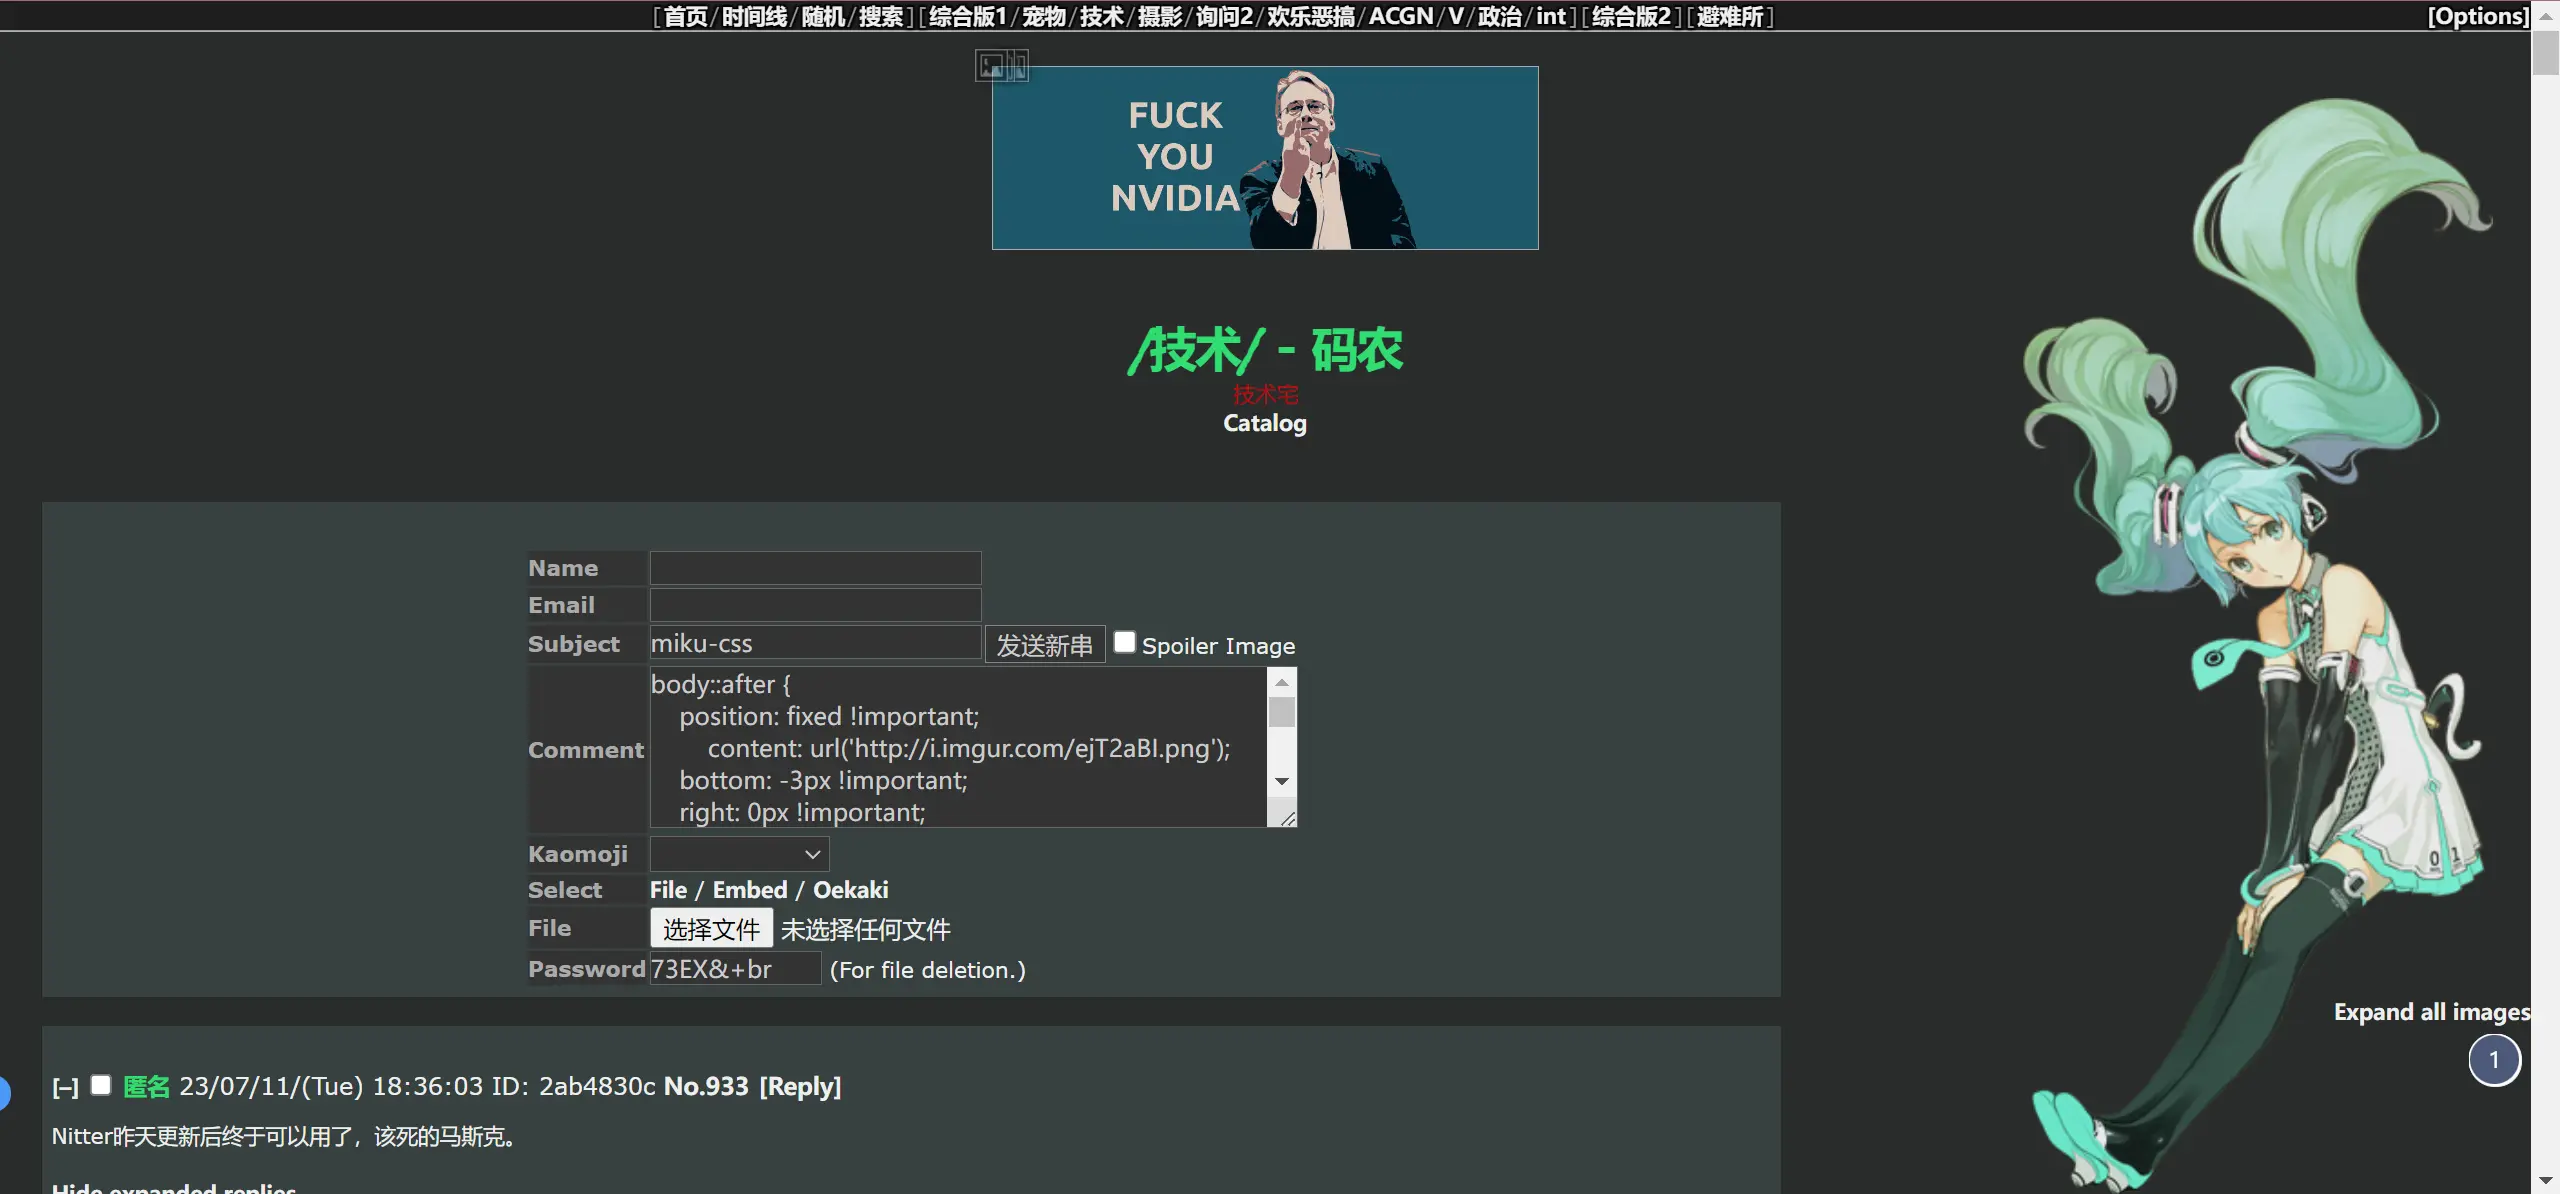 [首页/时间线/随机/搜索][综合版1/宠物/技术/摄影/询问2/欢乐恶搞/ACGN/V/政治/int][综合版2][避难所]
[Options]
FUCK
YOU
NVIDIA
/技术/ - 码农
技术宅
Catalog
Name
Email
Subject miku-css 发送新串 Spoiler Image
Comment
body::after {
position: fixed !important;
content: url('http://i.imgur.com/ejT2aBI.png');
bottom: -3px !important;
right: 0px !important;
Kaomoji
Select File / Embed / Oekaki
File 选择文件 未选择任何文件
Password 73EX&+br (For file deletion.)
01
Expand all images
1
[–] 匿名 23/07/11/(Tue) 18:36:03 ID: 2ab4830c No.933 [Reply]
Nitter昨天更新后终于可以用了，该死的马斯克。
Hide expanded replies